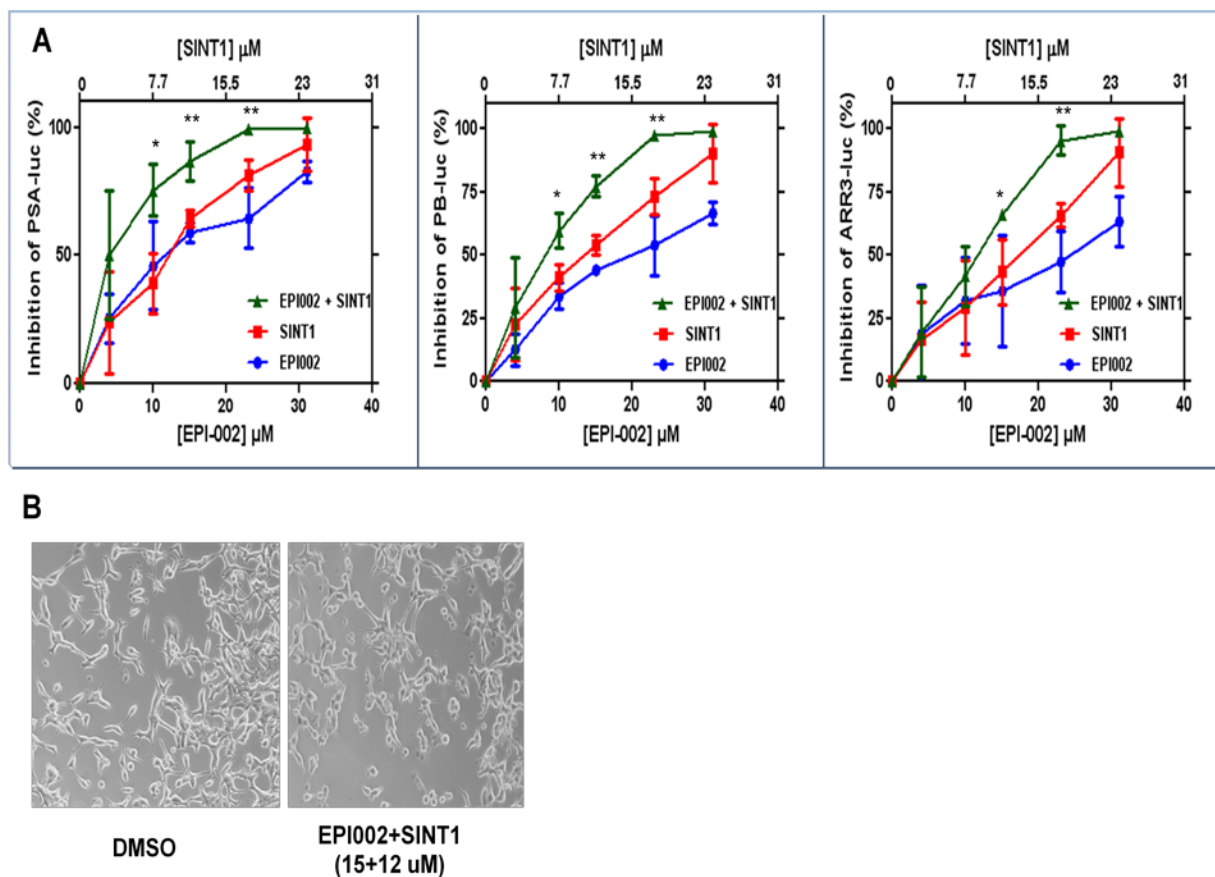 A
[SINT1] μM
0 7.7 15.5 23 31
Inhibition of PSA-luc (%)
100
50
0
* ** **
EPI002 + SINT1
SINT1
EPI002
0 10 20 30 40
[EPI-002] μM
[SINT1] μM
0 7.7 15.5 23 31
Inhibition of PB-luc (%)
100
75
50
25
0
* ** **
EPI002 + SINT1
SINT1
EPI002
0 10 20 30 40
[EPI-002] μM
[SINT1] μM
0 7.7 15.5 23 31
Inhibition of ARR3-luc (%)
100
75
50
25
0
* **
EPI002 + SINT1
SINT1
EPI002
0 10 20 30 40
[EPI-002] μM
B
DMSO
EPI002+SINT1
(15+12 uM)